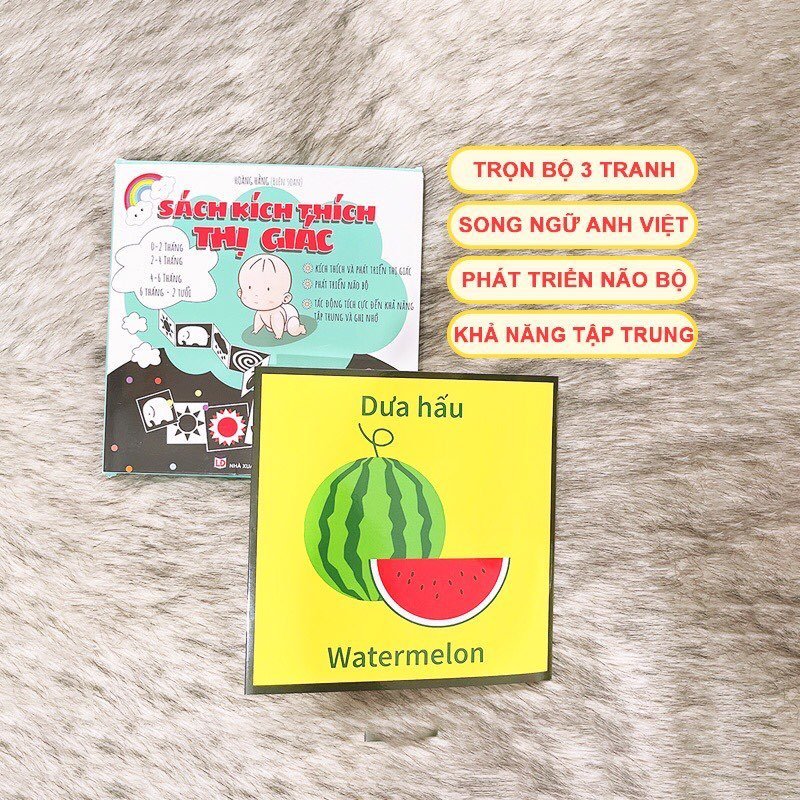 HOÀNG HẰNG (BIÊN SOẠN)
SÁCH KÍCH THÍCH
THỊ GIÁC
0-2 THÁNG
2-4 THÁNG
4-6 THÁNG
6 THÁNG - 2 TUỔI
KÍCH THÍCH VÀ PHÁT TRIỂN THỊ GIÁC
PHÁT TRIỂN NÃO BỘ
TÁC ĐỘNG TÍCH CỰC ĐẾN KHẢ NĂNG
TẬP TRUNG VÀ GHI NHỚ
LD
NHÀ XU
TRỌN BỘ 3 TRANH
SONG NGỮ ANH VIỆT
PHÁT TRIỂN NÃO BỘ
KHẢ NĂNG TẬP TRUNG
Dưa hấu
Watermelon